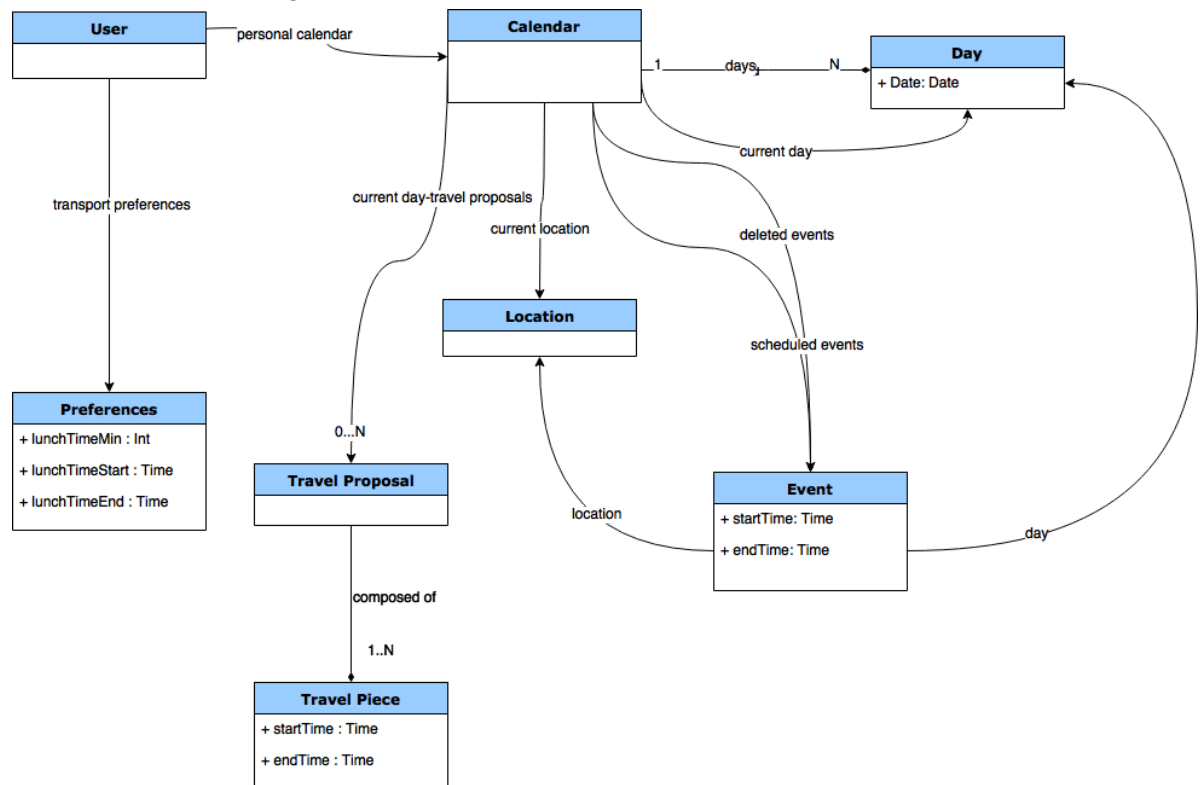 User
personal calendar
Calendar
1
days
N
Day
+ Date: Date
current day
transport preferences
current day-travel proposals
current location
deleted events
Location
scheduled events
Preferences
+ lunchTimeMin : Int
+ lunchTimeStart : Time
+ lunchTimeEnd : Time
0...N
Travel Proposal
Event
+ startTime: Time
+ endTime: Time
location
day
composed of
1..N
Travel Piece
+ startTime : Time
+ endTime : Time